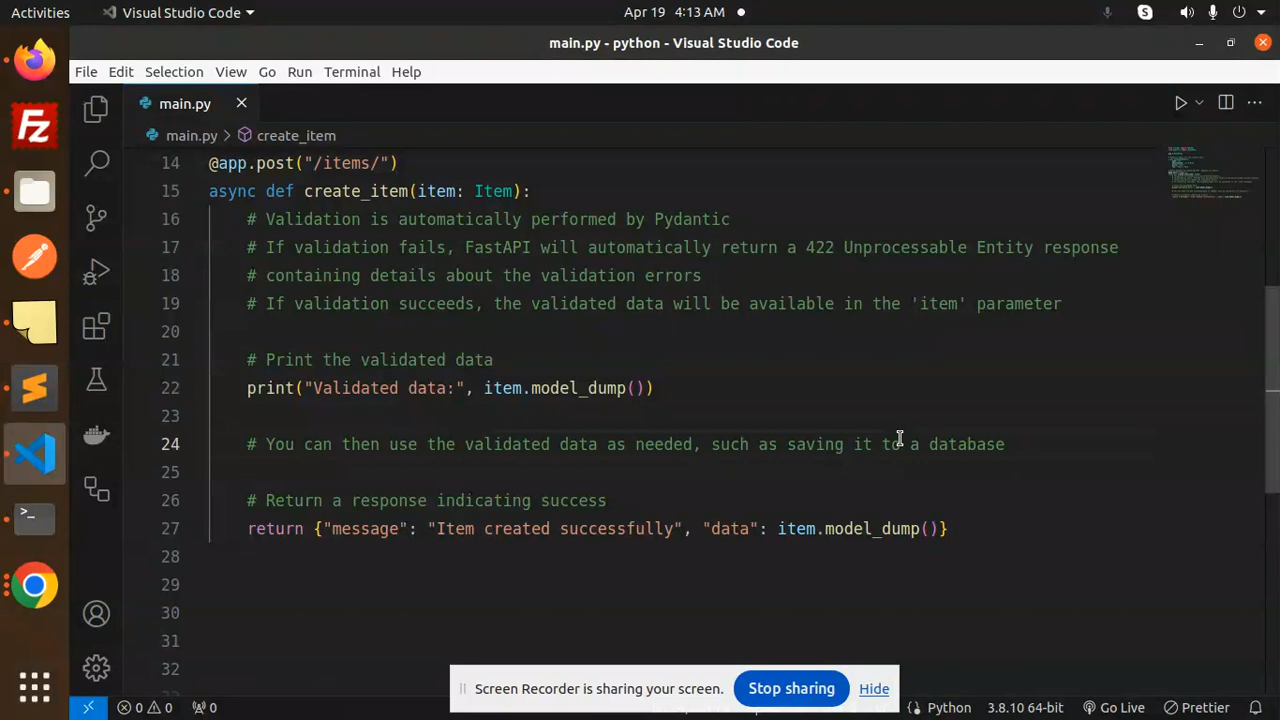 Activities
Visual Studio Code
Apr 19 4:13 AM
S
main.py - python - Visual Studio Code
File Edit Selection View Go Run Terminal Help
main.py
main.py > create_item
14 @app.post("/items/")
15 async def create_item(item: Item):
16 # Validation is automatically performed by Pydantic
17 # If validation fails, FastAPI will automatically return a 422 Unprocessable Entity response
18 # containing details about the validation errors
19 # If validation succeeds, the validated data will be available in the 'item' parameter
20
21 # Print the validated data
22 print("Validated data:", item.model_dump())
23
24 # You can then use the validated data as needed, such as saving it to a database
25
26 # Return a response indicating success
27 return {"message": "Item created successfully", "data": item.model_dump()}
28
29
30
31
32
Fz
Screen Recorder is sharing your screen. Stop sharing Hide
0 0 0 Python 3.8.10 64-bit Go Live Prettier